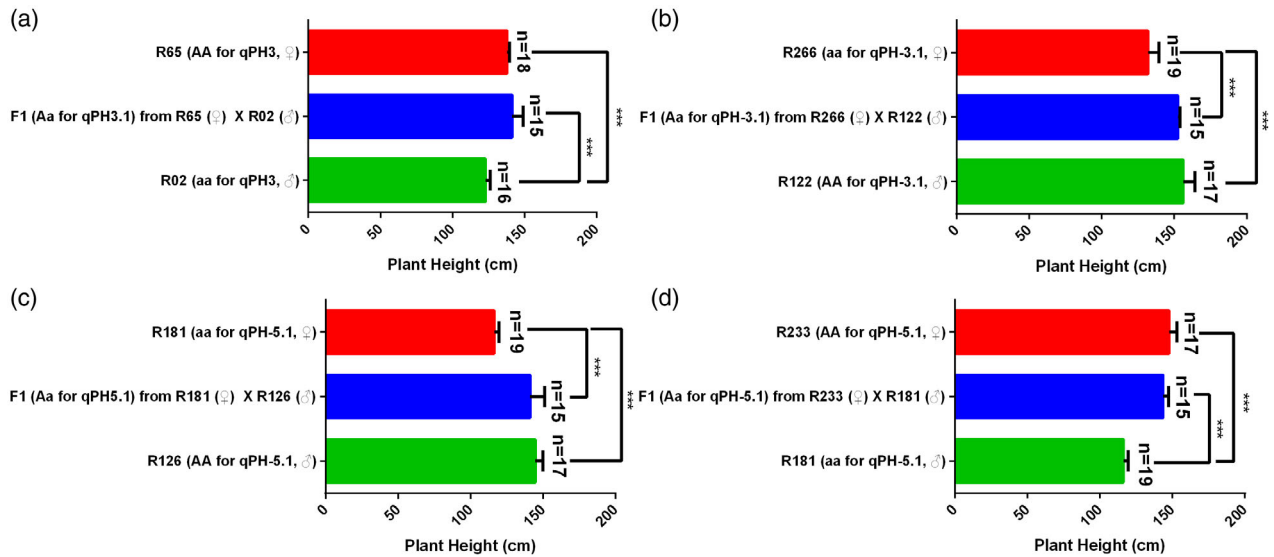 (a)
R65 (AA for qPH3, ♀)
F1 (Aa for qPH3.1) from R65 (♀) X R02 (♂)
R02 (aa for qPH3, ♂)
n=18
n=15
n=16
***
***
0
50
100
150
200
Plant Height (cm)
(b)
R266 (aa for qPH-3.1, ♀)
F1 (Aa for qPH-3.1) from R266 (♀) X R122 (♂)
R122 (AA for qPH-3.1, ♂)
n=19
n=15
n=17
***
***
0
50
100
150
200
Plant Height (cm)
(c)
R181 (aa for qPH-5.1, ♀)
F1 (Aa for qPH5.1) from R181 (♀) X R126 (♂)
R126 (AA for qPH-5.1, ♂)
n=19
n=15
n=17
***
***
0
50
100
150
200
Plant Height (cm)
(d)
R233 (AA for qPH-5.1, ♀)
F1 (Aa for qPH-5.1) from R233 (♀) X R181 (♂)
R181 (aa for qPH-5.1, ♂)
n=17
n=15
n=19
***
***
0
50
100
150
200
Plant Height (cm)